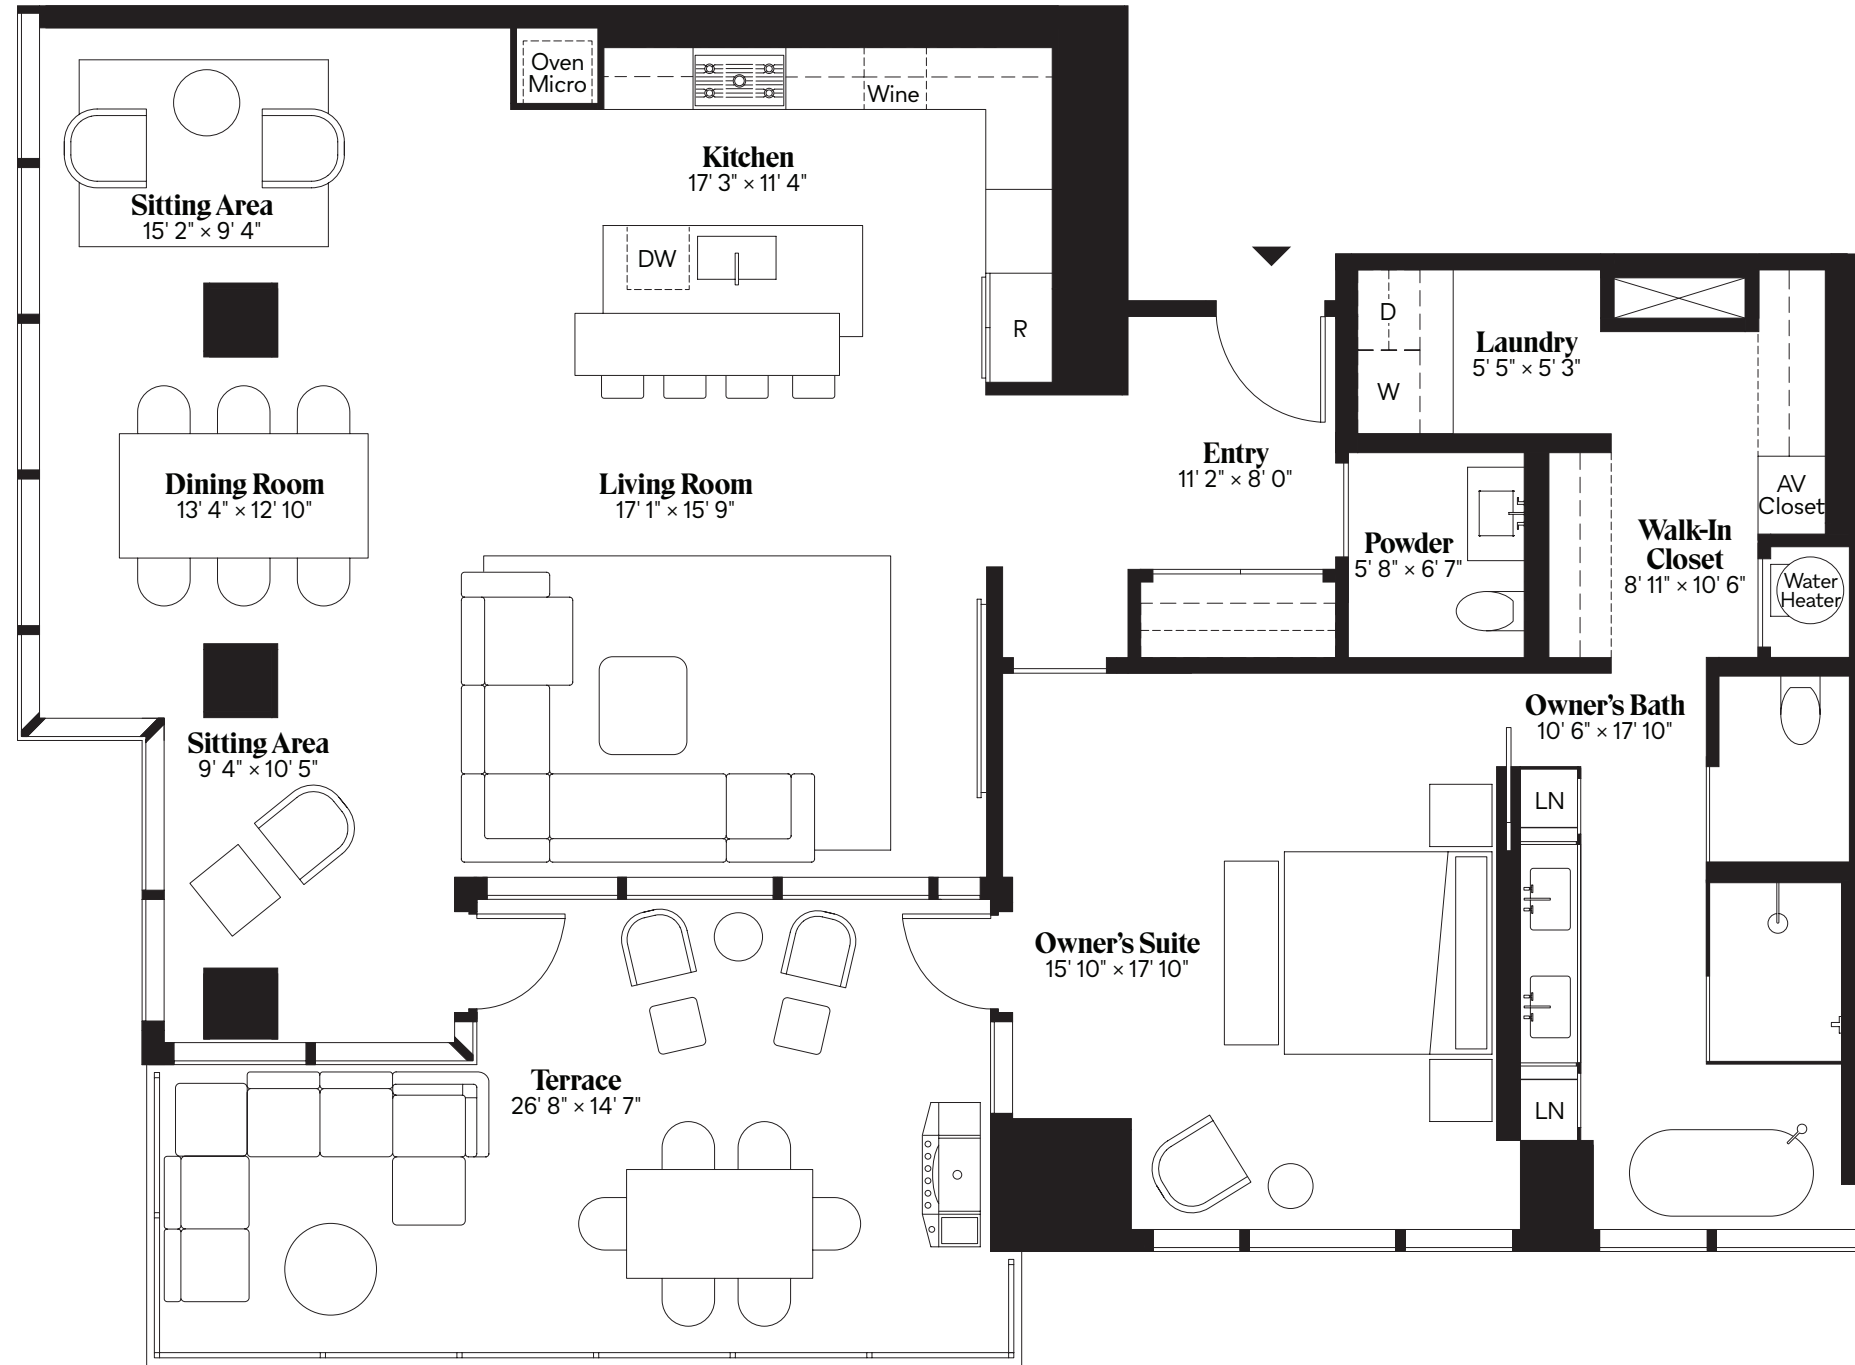 Oven
Micro
Wine
Kitchen
17' 3" × 11' 4"
Sitting Area
15' 2" × 9' 4"
DW
R
D
W
Laundry
5' 5" × 5' 3"
Entry
11' 2" × 8' 0"
Dining Room
13' 4" × 12' 10"
Living Room
17' 1" × 15' 9"
AV
Closet
Powder
5' 8" × 6' 7"
Walk-In
Closet
8' 11" × 10' 6"
Water
Heater
Owner's Bath
10' 6" × 17' 10"
Sitting Area
9' 4" × 10' 5"
LN
Owner's Suite
15' 10" × 17' 10"
Terrace
26' 8" × 14' 7"
LN